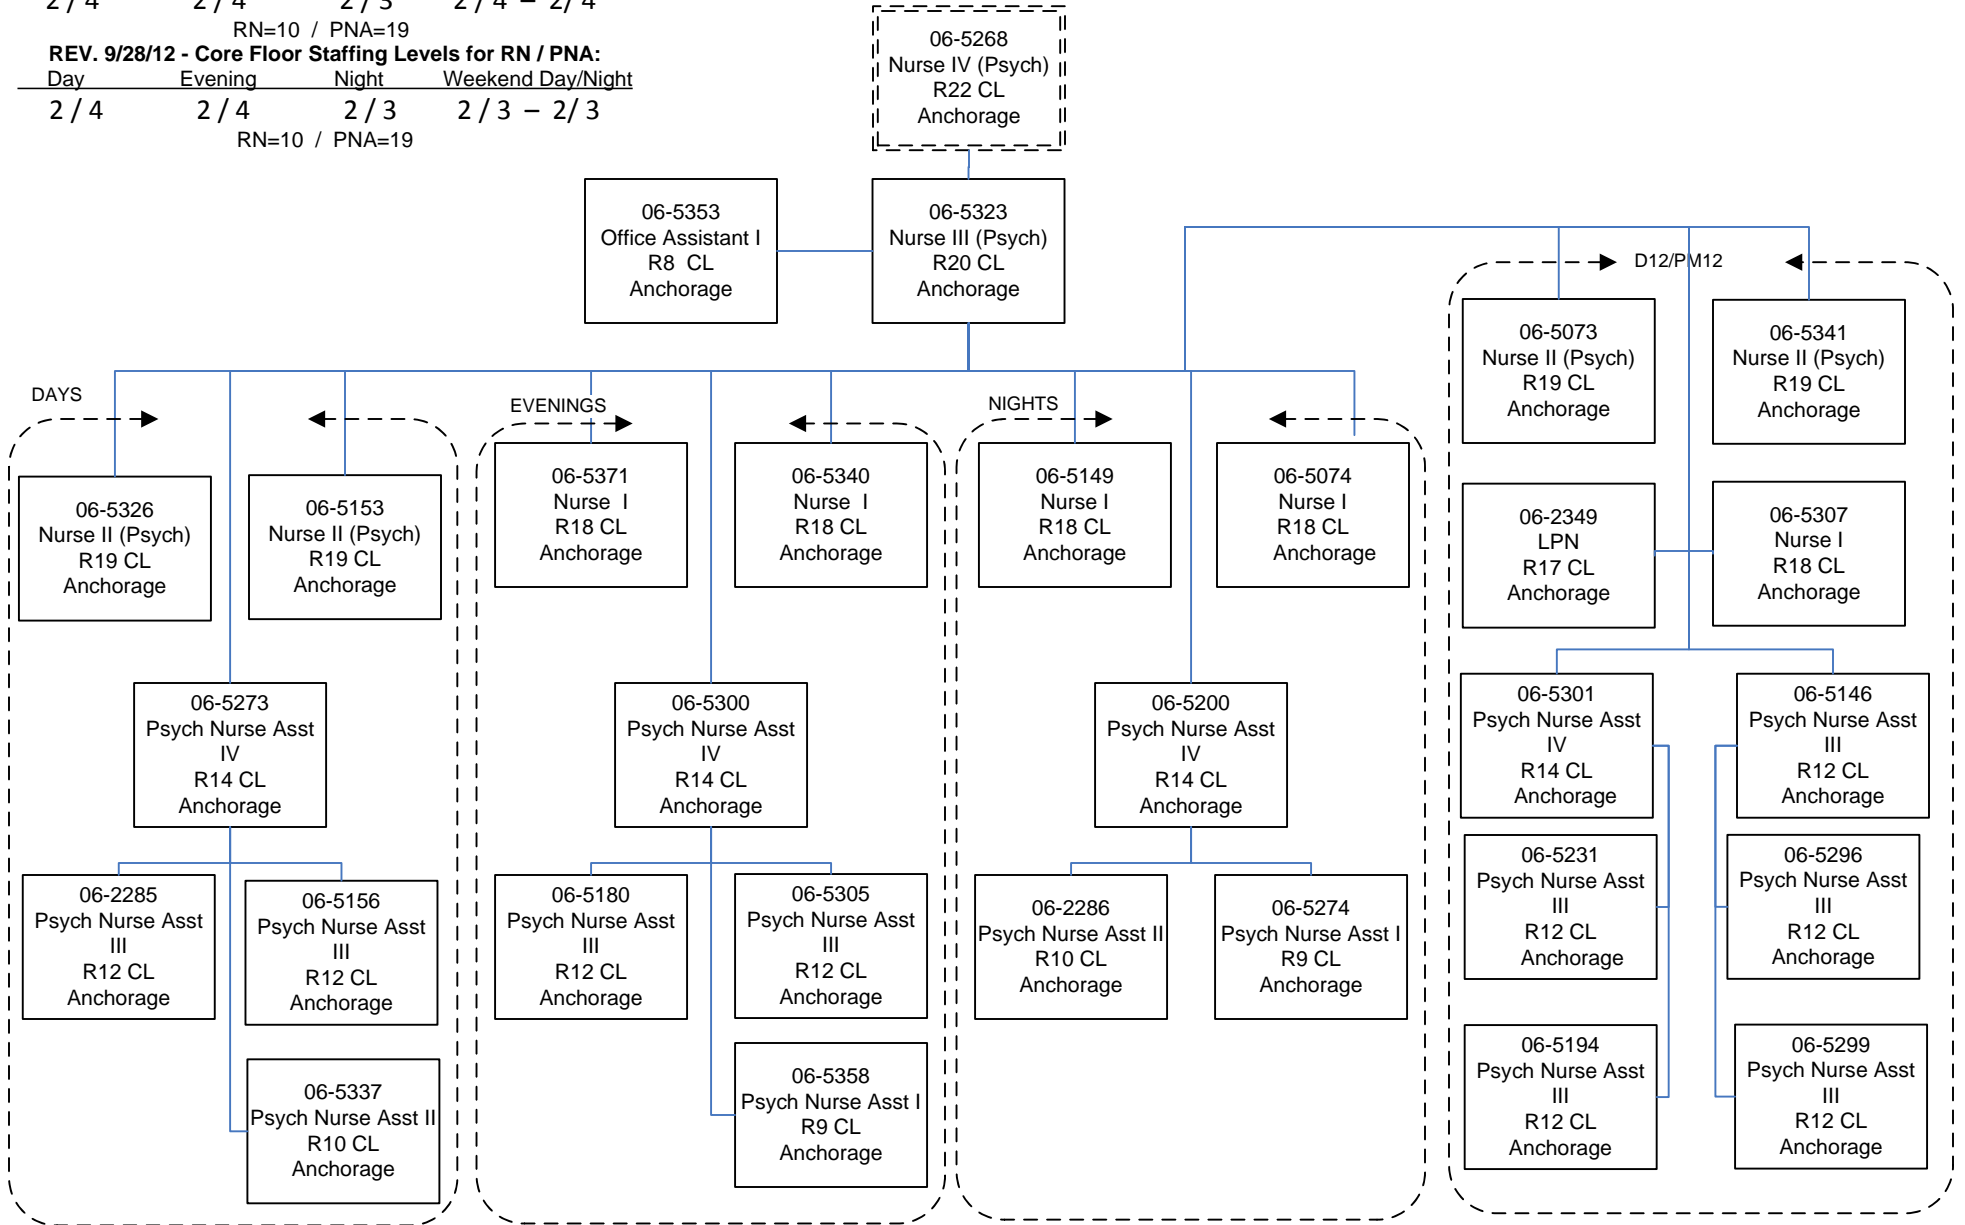 2 / 4 2 / 4 2 / 3 2 / 4 – 2/ 4
RN=10 / PNA=19
REV. 9/28/12 - Core Floor Staffing Levels for RN / PNA:
Day Evening Night Weekend Day/Night
2 / 4 2 / 4 2 / 3 2 / 3 – 2/ 3
RN=10 / PNA=19
06-5268
Nurse IV (Psych)
R22 CL
Anchorage
06-5353
Office Assistant I
R8 CL
Anchorage
06-5323
Nurse III (Psych)
R20 CL
Anchorage
DAYS
06-5326
Nurse II (Psych)
R19 CL
Anchorage
06-5153
Nurse II (Psych)
R19 CL
Anchorage
06-5273
Psych Nurse Asst
IV
R14 CL
Anchorage
06-2285
Psych Nurse Asst
III
R12 CL
Anchorage
06-5156
Psych Nurse Asst
III
R12 CL
Anchorage
06-5337
Psych Nurse Asst II
R10 CL
Anchorage
EVENINGS
06-5371
Nurse I
R18 CL
Anchorage
06-5340
Nurse I
R18 CL
Anchorage
06-5300
Psych Nurse Asst
IV
R14 CL
Anchorage
06-5180
Psych Nurse Asst
III
R12 CL
Anchorage
06-5305
Psych Nurse Asst
III
R12 CL
Anchorage
06-5358
Psych Nurse Asst I
R9 CL
Anchorage
NIGHTS
06-5149
Nurse I
R18 CL
Anchorage
06-5074
Nurse I
R18 CL
Anchorage
06-5200
Psych Nurse Asst
IV
R14 CL
Anchorage
06-2286
Psych Nurse Asst II
R10 CL
Anchorage
06-5274
Psych Nurse Asst I
R9 CL
Anchorage
D12/PM12
06-5073
Nurse II (Psych)
R19 CL
Anchorage
06-5341
Nurse II (Psych)
R19 CL
Anchorage
06-2349
LPN
R17 CL
Anchorage
06-5307
Nurse I
R18 CL
Anchorage
06-5301
Psych Nurse Asst
IV
R14 CL
Anchorage
06-5146
Psych Nurse Asst
III
R12 CL
Anchorage
06-5231
Psych Nurse Asst
III
R12 CL
Anchorage
06-5296
Psych Nurse Asst
III
R12 CL
Anchorage
06-5194
Psych Nurse Asst
III
R12 CL
Anchorage
06-5299
Psych Nurse Asst
III
R12 CL
Anchorage